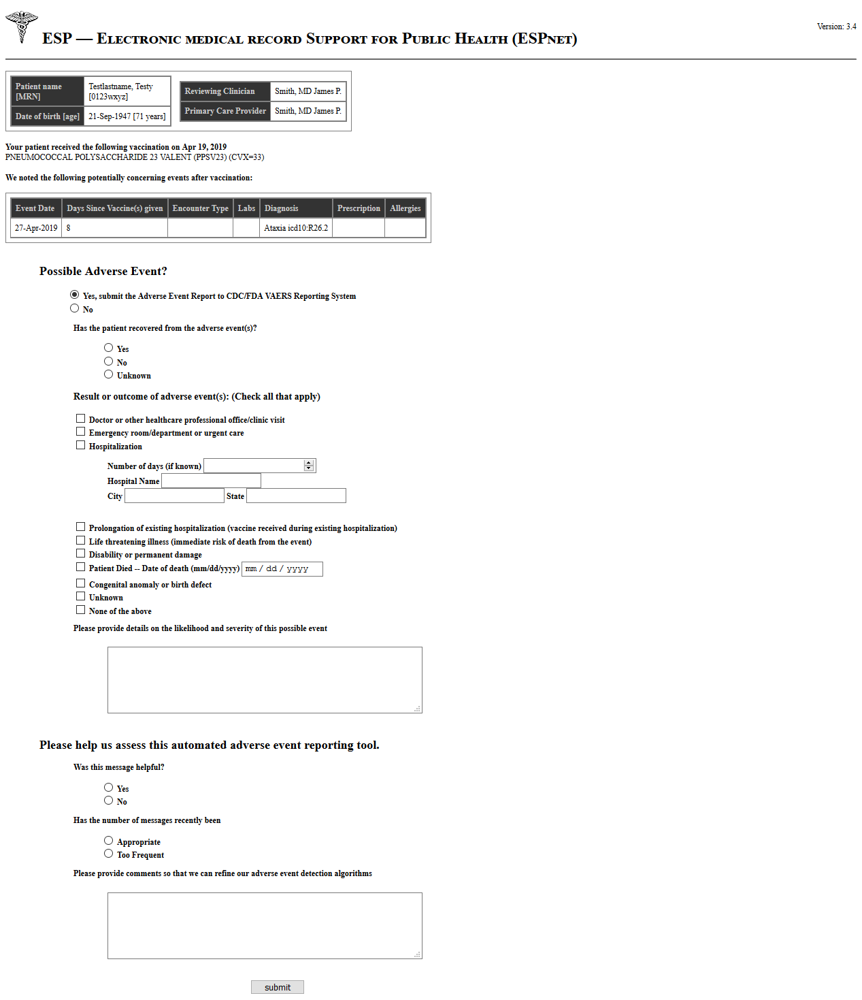 ESP — Electronic medical record Support for Public Health (ESPnet)
Version: 3.4
Patient name [MRN] Testlastname, Testy [0123wxyz]
Date of birth [age] 21-Sep-1947 [71 years]
Reviewing Clinician Smith, MD James P.
Primary Care Provider Smith, MD James P.
Your patient received the following vaccination on Apr 19, 2019
PNEUMOCOCCAL POLYSACCHARIDE 23 VALENT (PPSV23) (CVX=33)
We noted the following potentially concerning events after vaccination:
Event Date Days Since Vaccine(s) given Encounter Type Labs Diagnosis Prescription Allergies
27-Apr-2019 8 Ataxia icd10:R26.2
Possible Adverse Event?
Yes, submit the Adverse Event Report to CDC/FDA VAERS Reporting System
No
Has the patient recovered from the adverse event(s)?
Yes
No
Unknown
Result or outcome of adverse event(s): (Check all that apply)
Doctor or other healthcare professional office/clinic visit
Emergency room/department or urgent care
Hospitalization
Number of days (if known)
Hospital Name
City State
Prolongation of existing hospitalization (vaccine received during existing hospitalization)
Life threatening illness (immediate risk of death from the event)
Disability or permanent damage
Patient Died -- Date of death (mm/dd/yyyy) mm / dd / yyyy
Congenital anomaly or birth defect
Unknown
None of the above
Please provide details on the likelihood and severity of this possible event
Please help us assess this automated adverse event reporting tool.
Was this message helpful?
Yes
No
Has the number of messages recently been
Appropriate
Too Frequent
Please provide comments so that we can refine our adverse event detection algorithms
submit